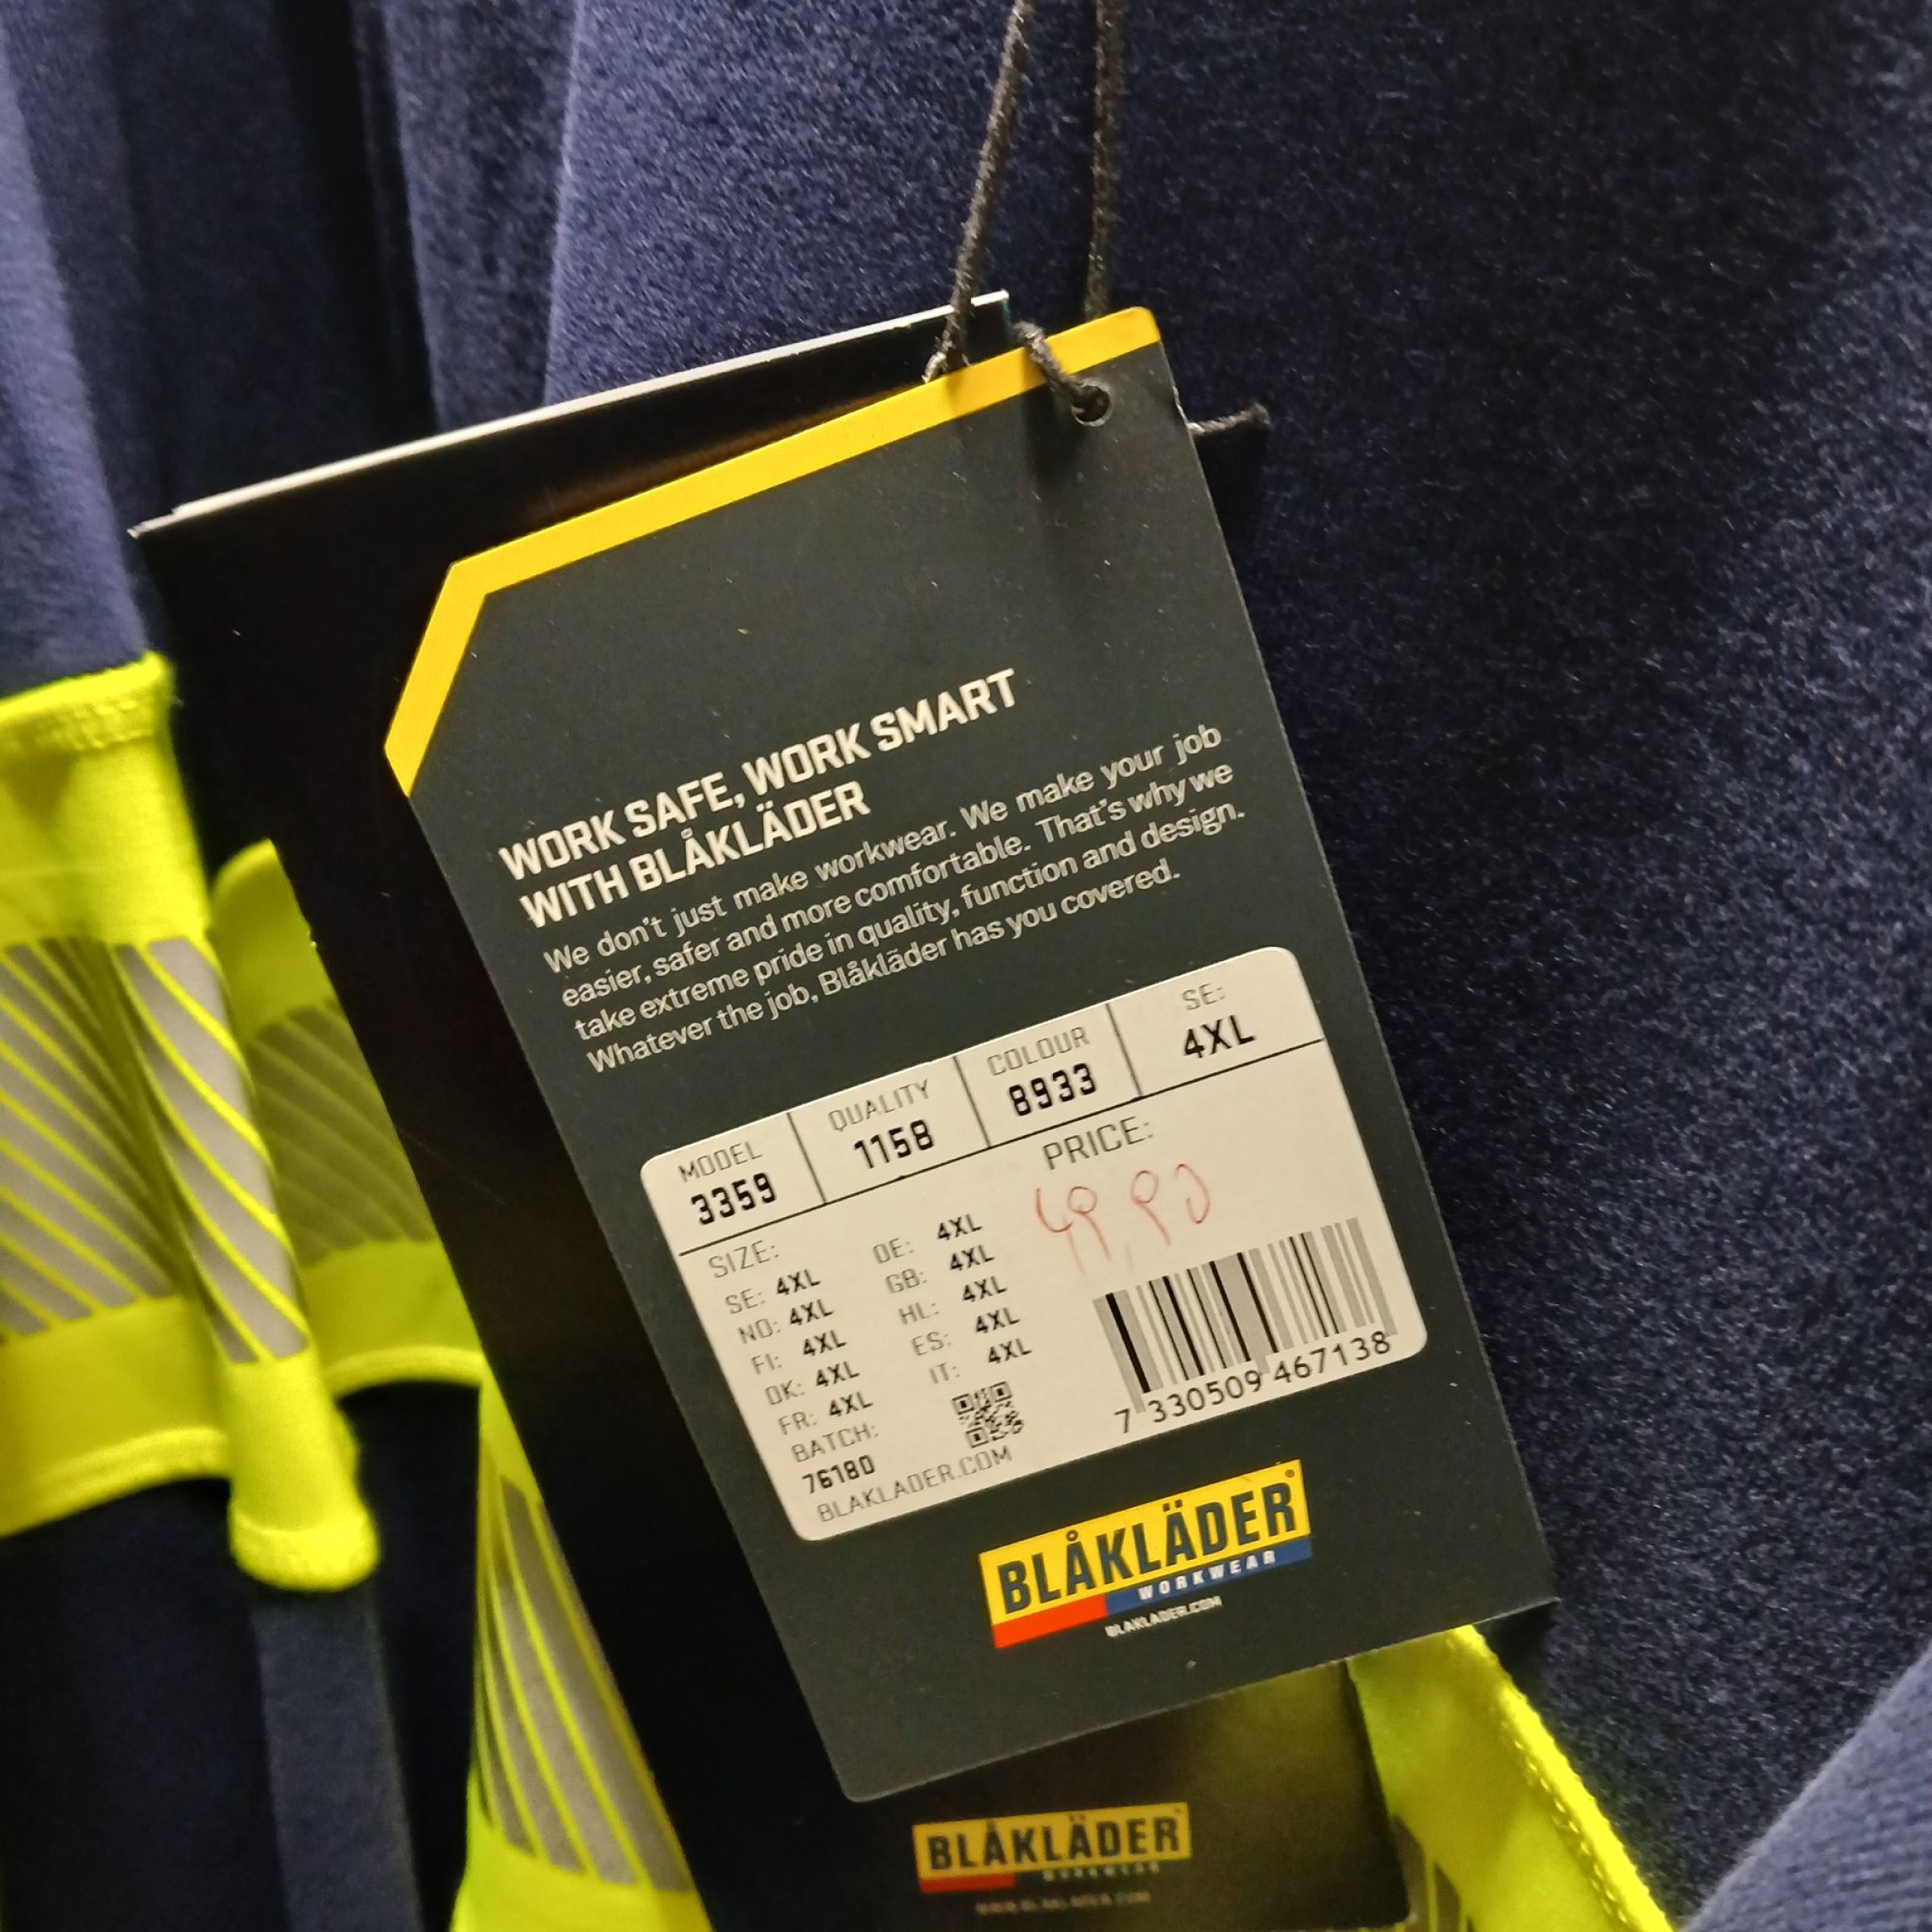 WORK SAFE, WORK SMART
WITH BLÅKLÄDER
We don't just make workwear. We make your job
easier, safer and more comfortable. That's why we
take extreme pride in quality, function and design.
Whatever the job, Blåkläder has you covered.
MODEL QUALITY COLOUR SE:
3359 1158 8933 4XL
SIZE:
SE: 4XL
NO: 4XL
FI: 4XL
DK: 4XL
FR: 4XL
DE: 4XL
GB: 4XL
HL: 4XL
ES: 4XL
IT: 4XL
BATCH:
76180
BLAKLADER.COM
PRICE:
49,90
7 330509 467138
BLÅKLÄDER
WORKWEAR
BLAKLADER.COM
BLÅKLÄDER
WORKWEAR